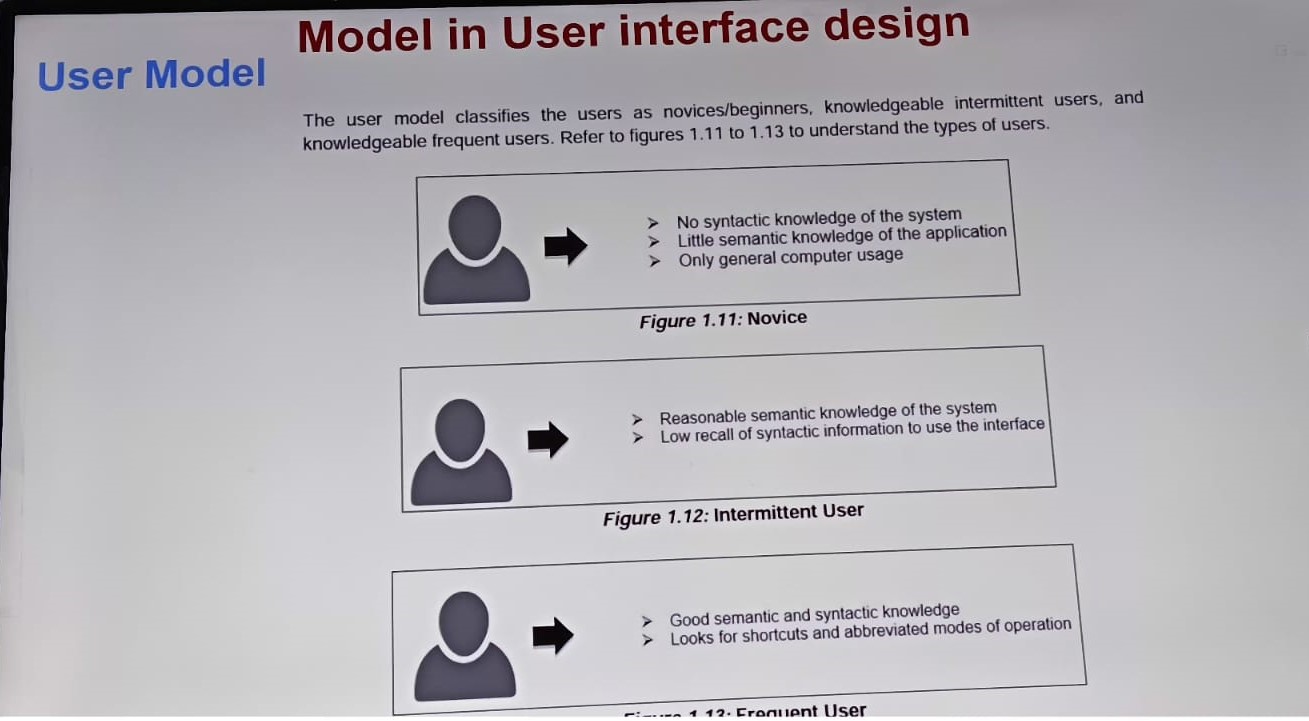 Model in User interface design
User Model
The user model classifies the users as novices/beginners, knowledgeable intermittent users, and
knowledgeable frequent users. Refer to figures 1.11 to 1.13 to understand the types of users.
➢ No syntactic knowledge of the system
➢ Little semantic knowledge of the application
➢ Only general computer usage
Figure 1.11: Novice
➢ Reasonable semantic knowledge of the system
➢ Low recall of syntactic information to use the interface
Figure 1.12: Intermittent User
➢ Good semantic and syntactic knowledge
➢ Looks for shortcuts and abbreviated modes of operation
Figure 1.13: Frequent User